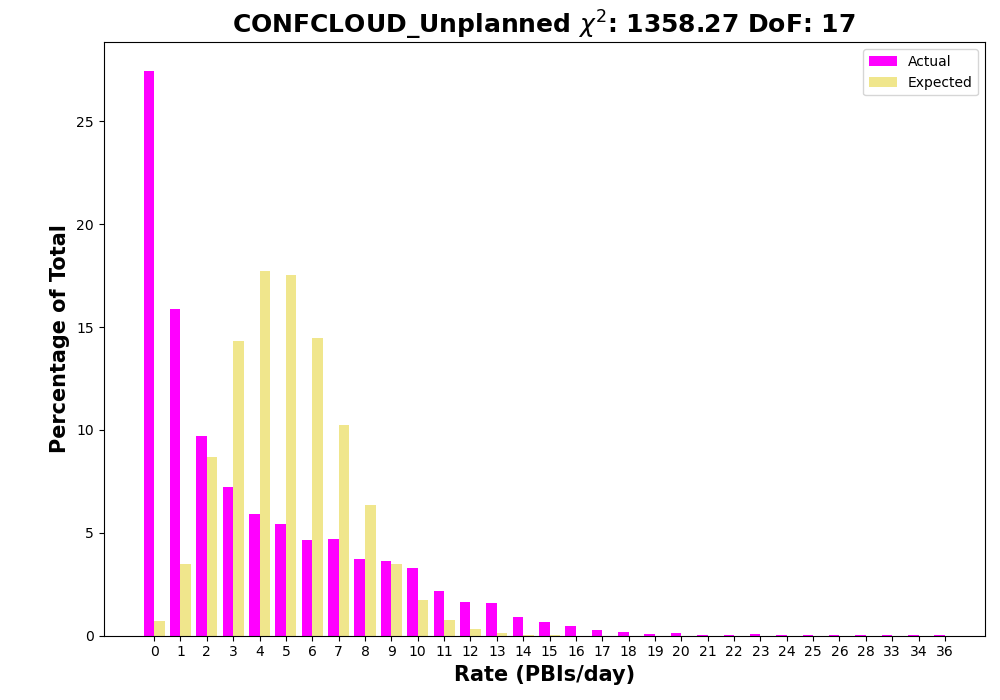 CONFCLOUD_Unplanned χ²: 1358.27 DoF: 17
Actual
Expected
Percentage of Total
25
20
15
10
5
0
0 1 2 3 4 5 6 7 8 9 10 11 12 13 14 15 16 17 18 19 20 21 22 23 24 25 26 28 33 34 36
Rate (PBIs/day)